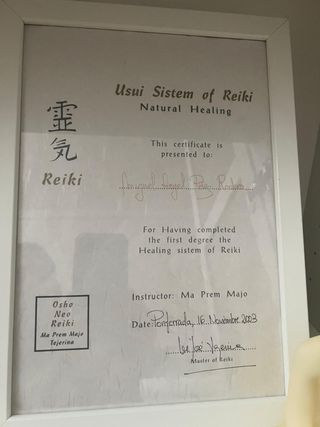 Usui Sistem of Reiki
Natural Healing
霊
気
Reiki
This certificate is
presented to:
For Having completed
the first degree the
Healing sistem of Reiki
Instructor: Ma Prem Majo
Osho
Neo
Reiki
Ma Prem Majo
Tejerina
Date: Ponferrada, 16 Novembre 2003
Master of Reiki